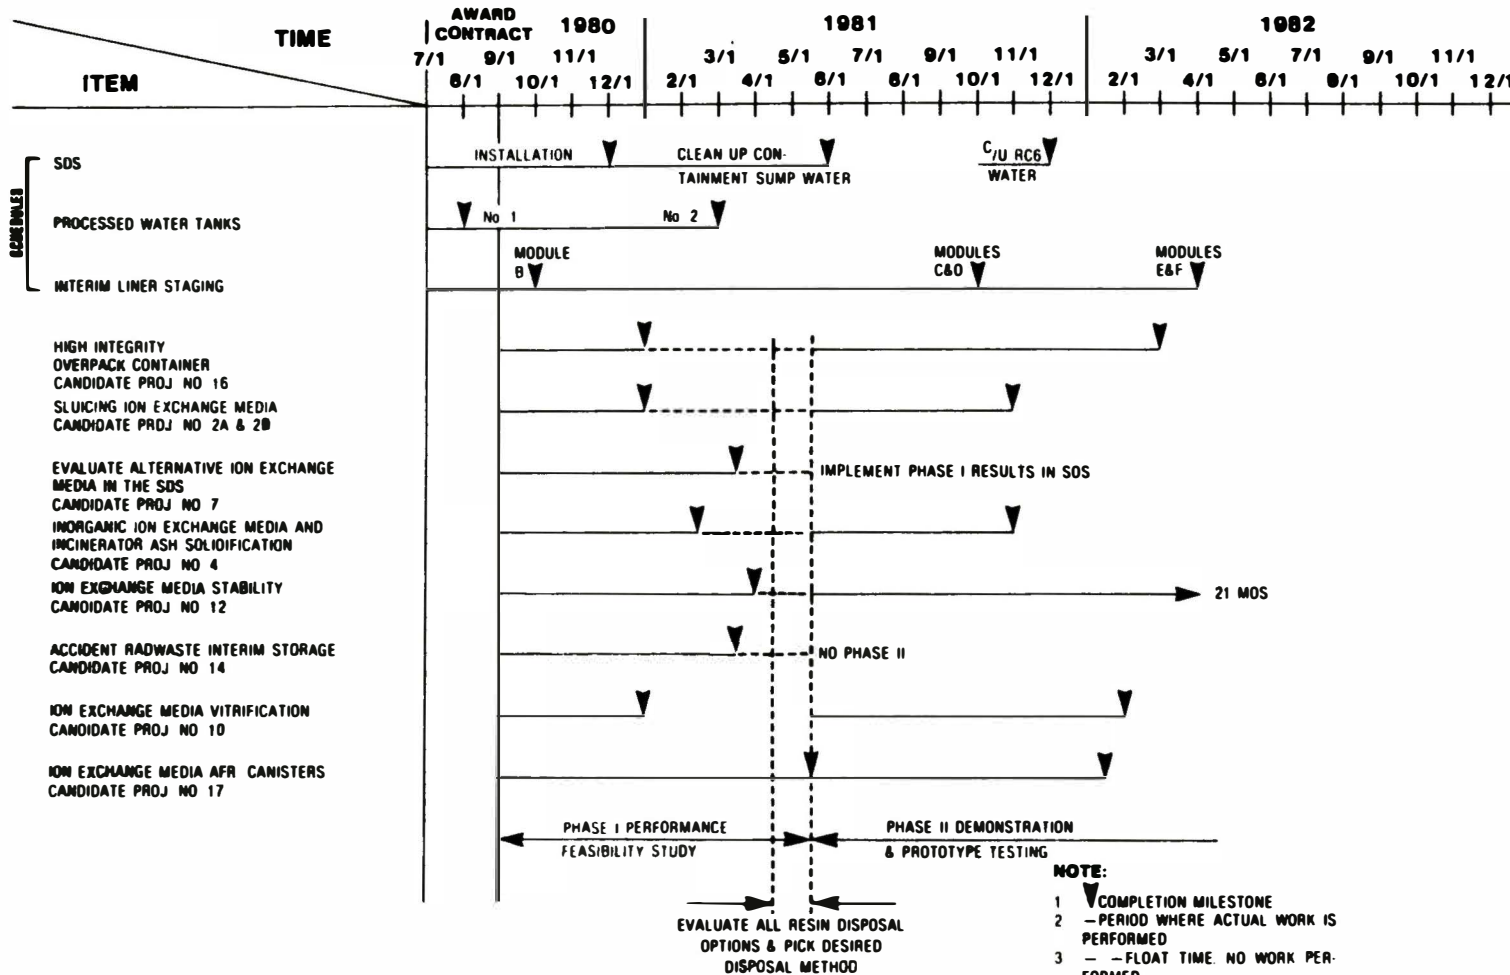 TIME
ITEM
AWARD
CONTRACT
1980
1981
1982
7/1 9/1 3/1 5/1 7/1 9/1 11/1 3/1 5/1 7/1 9/1 11/1
8/1 10/1 12/1 2/1 4/1 6/1 8/1 10/1 12/1 2/1 4/1 6/1 8/1 10/1 12/1
SCHEDULES
SDS
INSTALLATION
CLEAN UP CON-
TAINMENT SUMP WATER
C/U RC6
WATER
PROCESSED WATER TANKS
No 1
No 2
INTERIM LINER STAGING
MODULE
B
MODULES
C&D
MODULES
E&F
HIGH INTEGRITY
OVERPACK CONTAINER
CANDIDATE PROJ NO 16
SLUICING ION EXCHANGE MEDIA
CANDIDATE PROJ NO 2A & 2B
EVALUATE ALTERNATIVE ION EXCHANGE
MEDIA IN THE SDS
CANDIDATE PROJ NO 7
IMPLEMENT PHASE I RESULTS IN SDS
INORGANIC ION EXCHANGE MEDIA AND
INCINERATOR ASH SOLIDIFICATION
CANDIDATE PROJ NO 4
ION EXCHANGE MEDIA STABILITY
CANDIDATE PROJ NO 12
21 MOS
ACCIDENT RADWASTE INTERIM STORAGE
CANDIDATE PROJ NO 14
NO PHASE II
ION EXCHANGE MEDIA VITRIFICATION
CANDIDATE PROJ NO 10
ION EXCHANGE MEDIA AFR CANISTERS
CANDIDATE PROJ NO 17
PHASE I PERFORMANCE
FEASIBILITY STUDY
PHASE II DEMONSTRATION
& PROTOTYPE TESTING
EVALUATE ALL RESIN DISPOSAL
OPTIONS & PICK DESIRED
DISPOSAL METHOD
NOTE:
1 COMPLETION MILESTONE
2 –PERIOD WHERE ACTUAL WORK IS
PERFORMED
3 – –FLOAT TIME. NO WORK PER-
FORMED